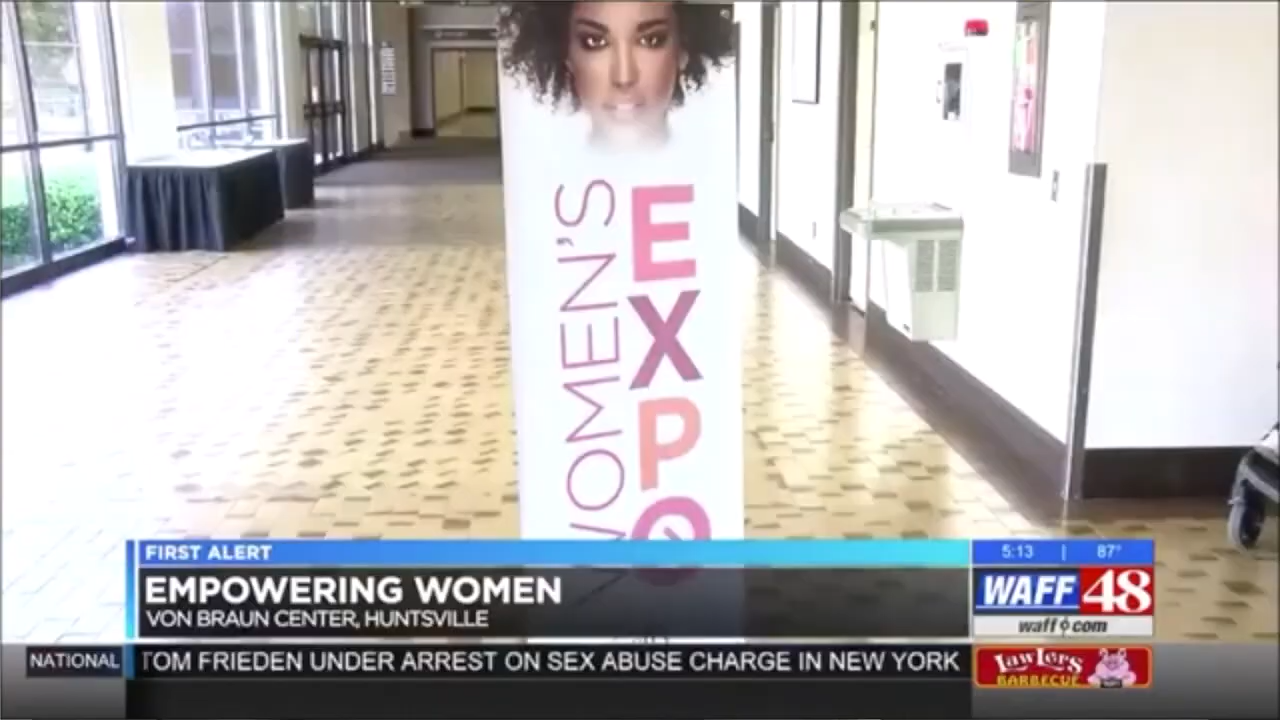 WOMEN'S
EXPO
FIRST ALERT
EMPOWERING WOMEN
VON BRAUN CENTER, HUNTSVILLE
5:13 | 87°
WAFF 48
waff.com
NATIONAL
TOM FRIEDEN UNDER ARREST ON SEX ABUSE CHARGE IN NEW YORK
Lawlers
BARBECUE